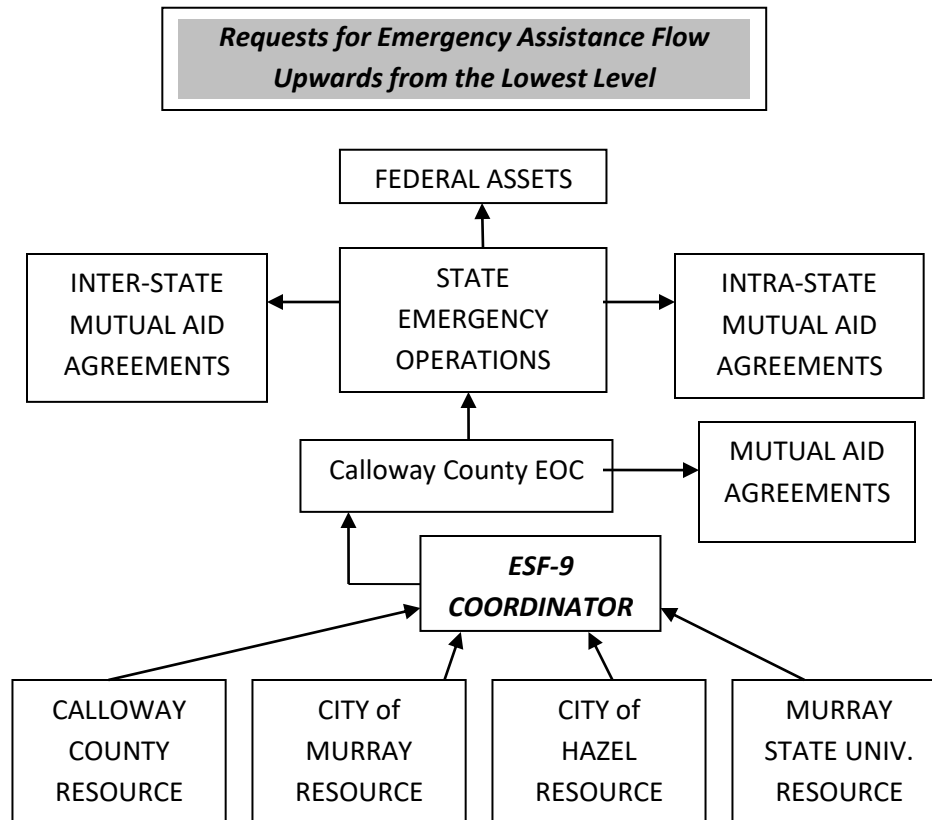 Requests for Emergency Assistance Flow
Upwards from the Lowest Level
FEDERAL ASSETS
INTER-STATE
MUTUAL AID
AGREEMENTS
STATE
EMERGENCY
OPERATIONS
INTRA-STATE
MUTUAL AID
AGREEMENTS
Calloway County EOC
MUTUAL AID
AGREEMENTS
ESF-9
COORDINATOR
CALLOWAY
COUNTY
RESOURCE
CITY of
MURRAY
RESOURCE
CITY of
HAZEL
RESOURCE
MURRAY
STATE UNIV.
RESOURCE